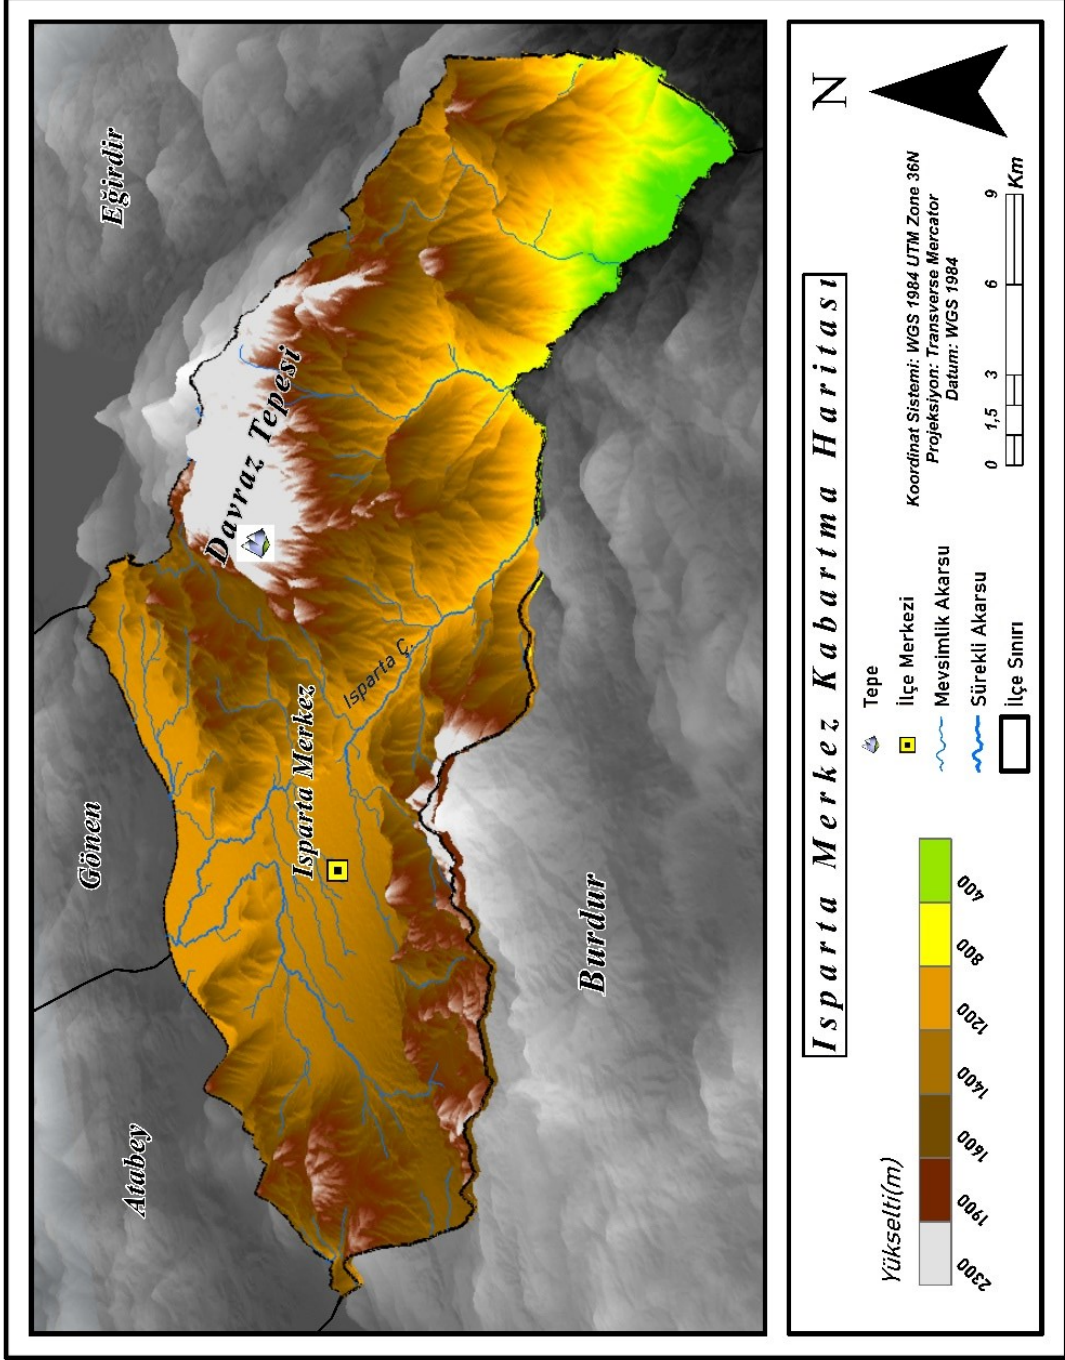 Atabey
Gönen
Eğirdir
Davraz Tepesi
Isparta Merkez
Isparta Ç.
Burdur
Isparta Merkez Kabartma Haritası
N
Yükselti(m)
2300
1900
1600
1400
1200
800
400
Tepe
İlçe Merkezi
Mevsimlik Akarsu
Sürekli Akarsu
İlçe Sınırı
Koordinat Sistemi: WGS 1984 UTM Zone 36N
Projeksiyon: Transverse Mercator
Datum: WGS 1984
0 1,5 3 6 9
Km